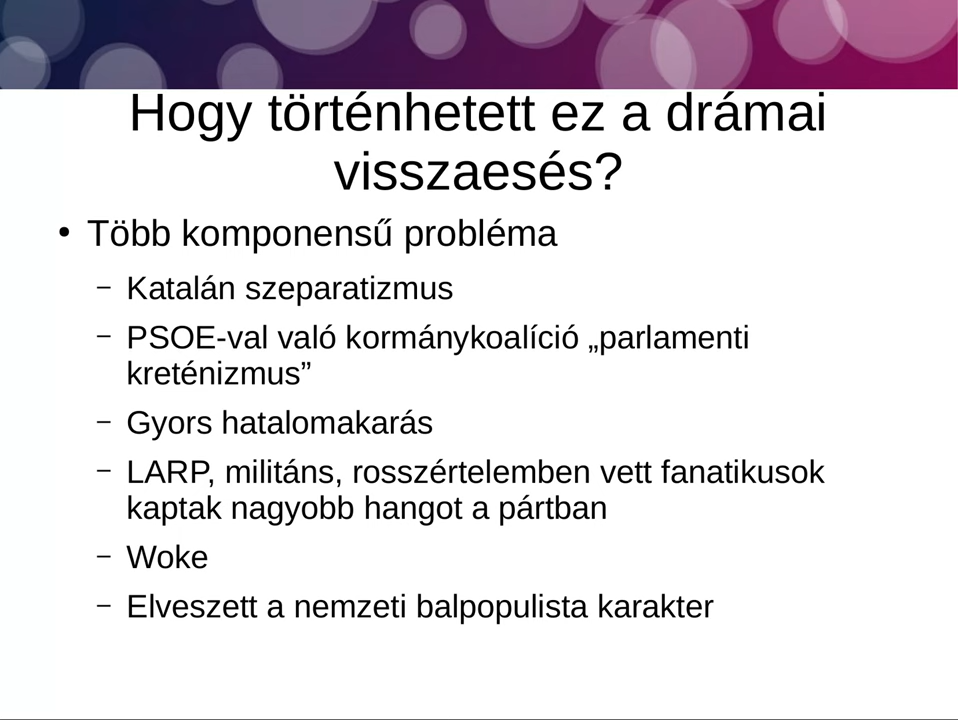 Hogy történhetett ez a drámai
visszaesés?
• Több komponensű probléma
– Katalán szeparatizmus
– PSOE-val való kormánykoalíció „parlamenti
kreténizmus”
– Gyors hatalomakarás
– LARP, militáns, rosszértelemben vett fanatikusok
kaptak nagyobb hangot a pártban
– Woke
– Elveszett a nemzeti balpopulista karakter